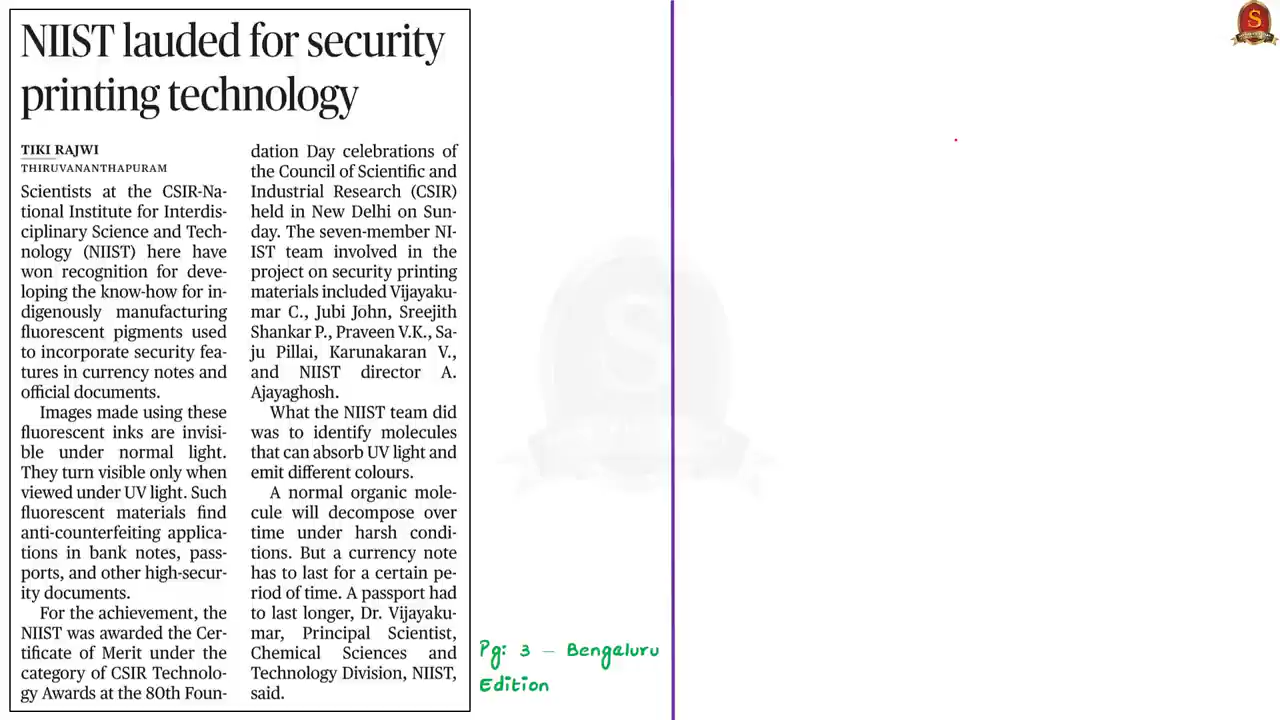 NIIST lauded for security
printing technology
TIKI RAJWI
THIRUVANANTHAPURAM
Scientists at the CSIR-Na-
tional Institute for Interdis-
ciplinary Science and Tech-
nology (NIIST) here have
won recognition for deve-
loping the know-how for in-
digenously manufacturing
fluorescent pigments used
to incorporate security fea-
tures in currency notes and
official documents.
Images made using these
fluorescent inks are invisi-
ble under normal light.
They turn visible only when
viewed under UV light. Such
fluorescent materials find
anti-counterfeiting applica-
tions in bank notes, pass-
ports, and other high-secur-
ity documents.
For the achievement, the
NIIST was awarded the Cer-
tificate of Merit under the
category of CSIR Technolo-
gy Awards at the 80th Foun-
dation Day celebrations of
the Council of Scientific and
Industrial Research (CSIR)
held in New Delhi on Sun-
day. The seven-member NI-
IST team involved in the
project on security printing
materials included Vijayaku-
mar C., Jubi John, Sreejith
Shankar P., Praveen V.K., Sa-
ju Pillai, Karunakaran V.,
and NIIST director A.
Ajayaghosh.
What the NIIST team did
was to identify molecules
that can absorb UV light and
emit different colours.
A normal organic mole-
cule will decompose over
time under harsh condi-
tions. But a currency note
has to last for a certain pe-
riod of time. A passport had
to last longer, Dr. Vijayaku-
mar, Principal Scientist,
Chemical Sciences and
Technology Division, NIIST,
said.
Pg: 3 – Bengaluru
Edition
S